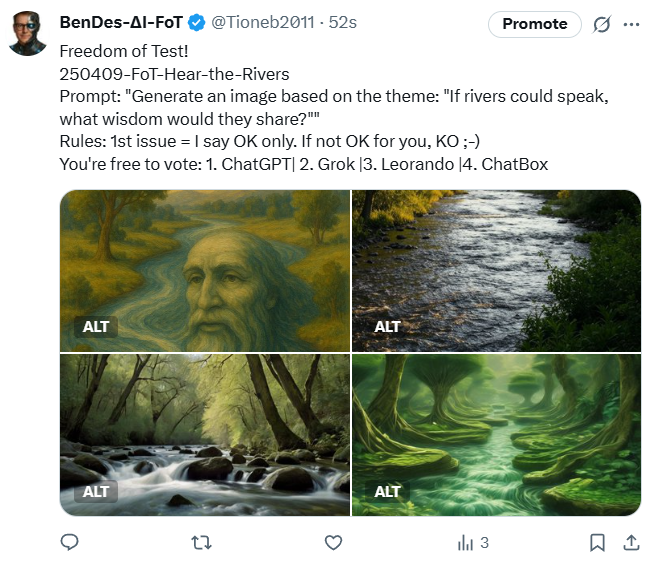 BenDes-ΔI-FoT @Tioneb2011 · 52s
Promote
Freedom of Test!
250409-FoT-Hear-the-Rivers
Prompt: "Generate an image based on the theme: "If rivers could speak,
what wisdom would they share?""
Rules: 1st issue = I say OK only. If not OK for you, KO ;-)
You're free to vote: 1. ChatGPT| 2. Grok |3. Leorando |4. ChatBox
ALT
ALT
ALT
ALT
3